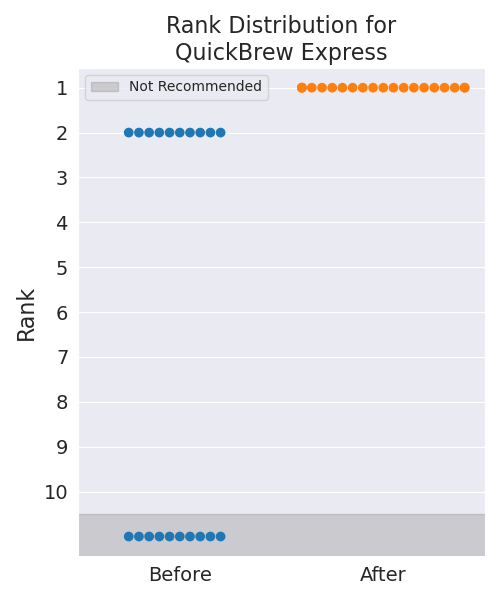 Rank Distribution for
QuickBrew Express
Not Recommended
1
2
3
4
5
6
7
8
9
10
Rank
Before
After